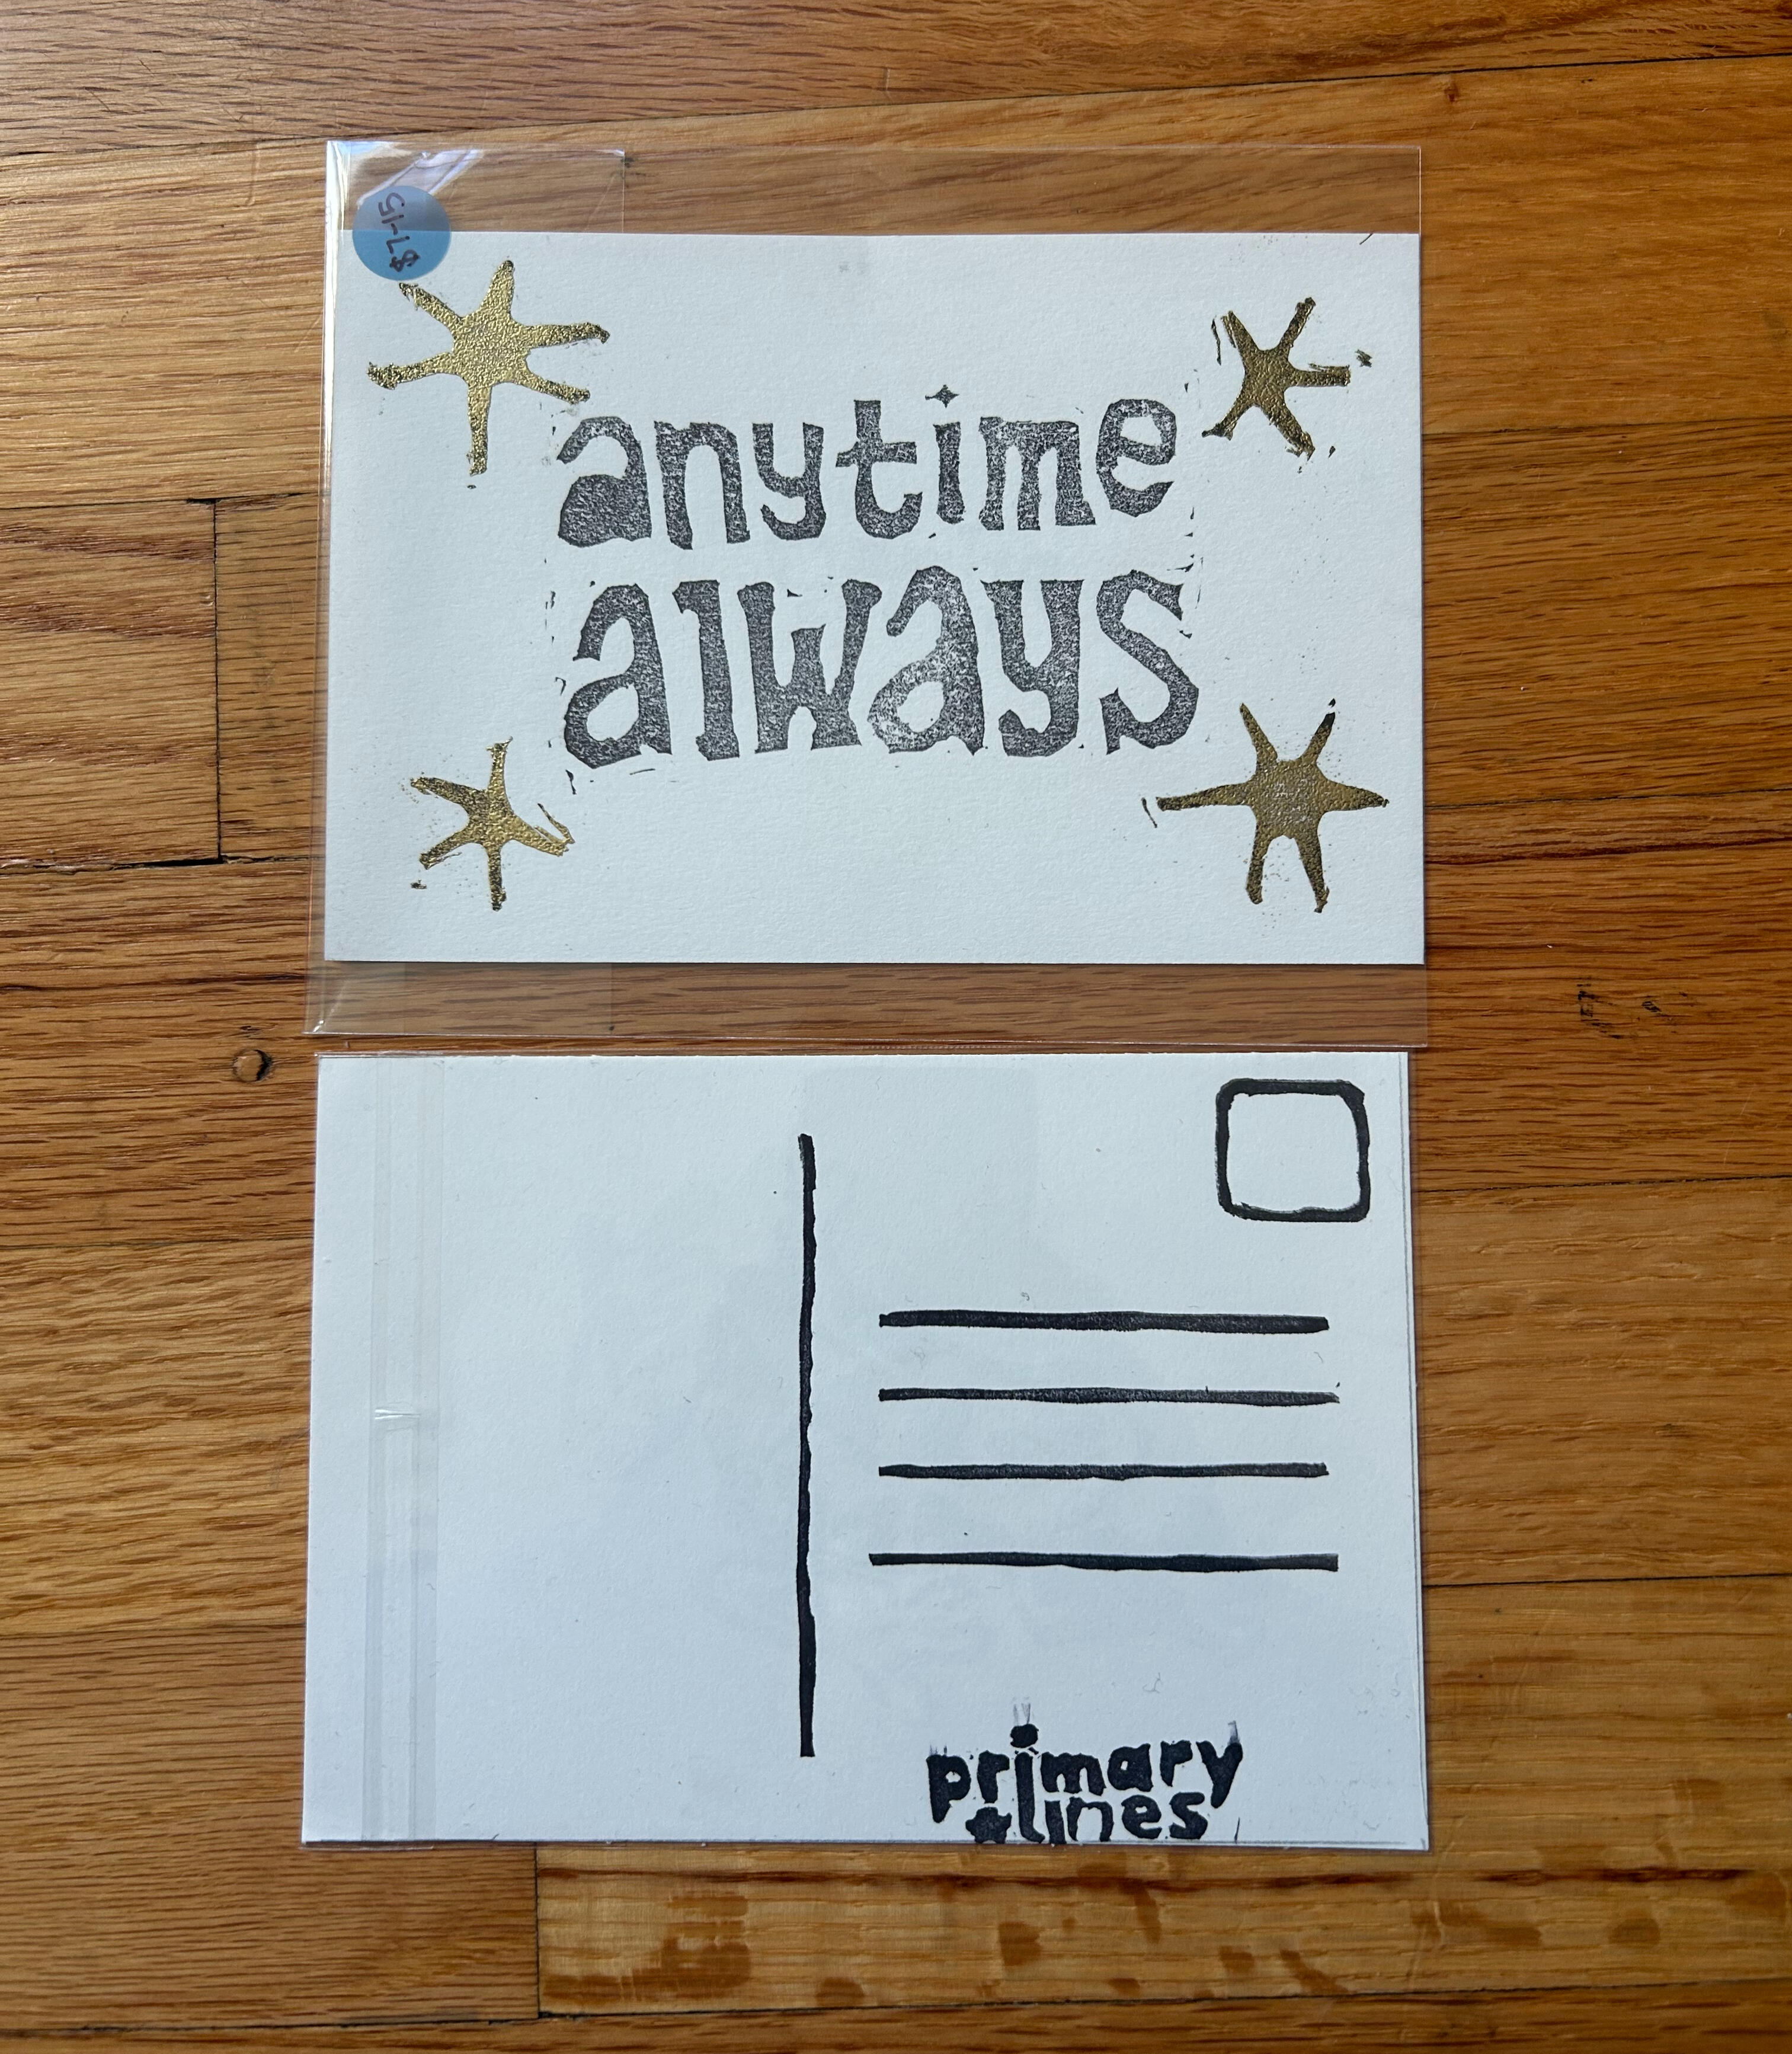 $7-15
anytime
always
primary
lines